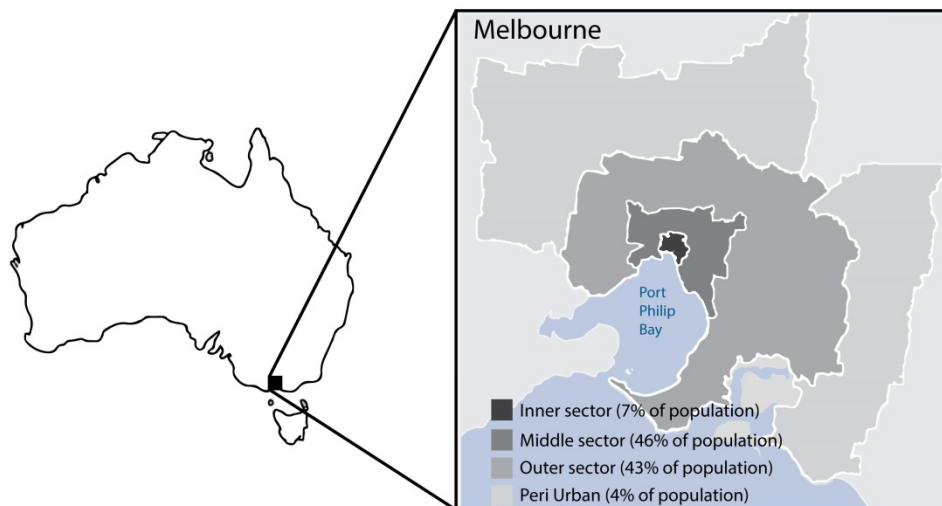 Melbourne
Port
Philip
Bay
Inner sector (7% of population)
Middle sector (46% of population)
Outer sector (43% of population)
Peri Urban (4% of population)